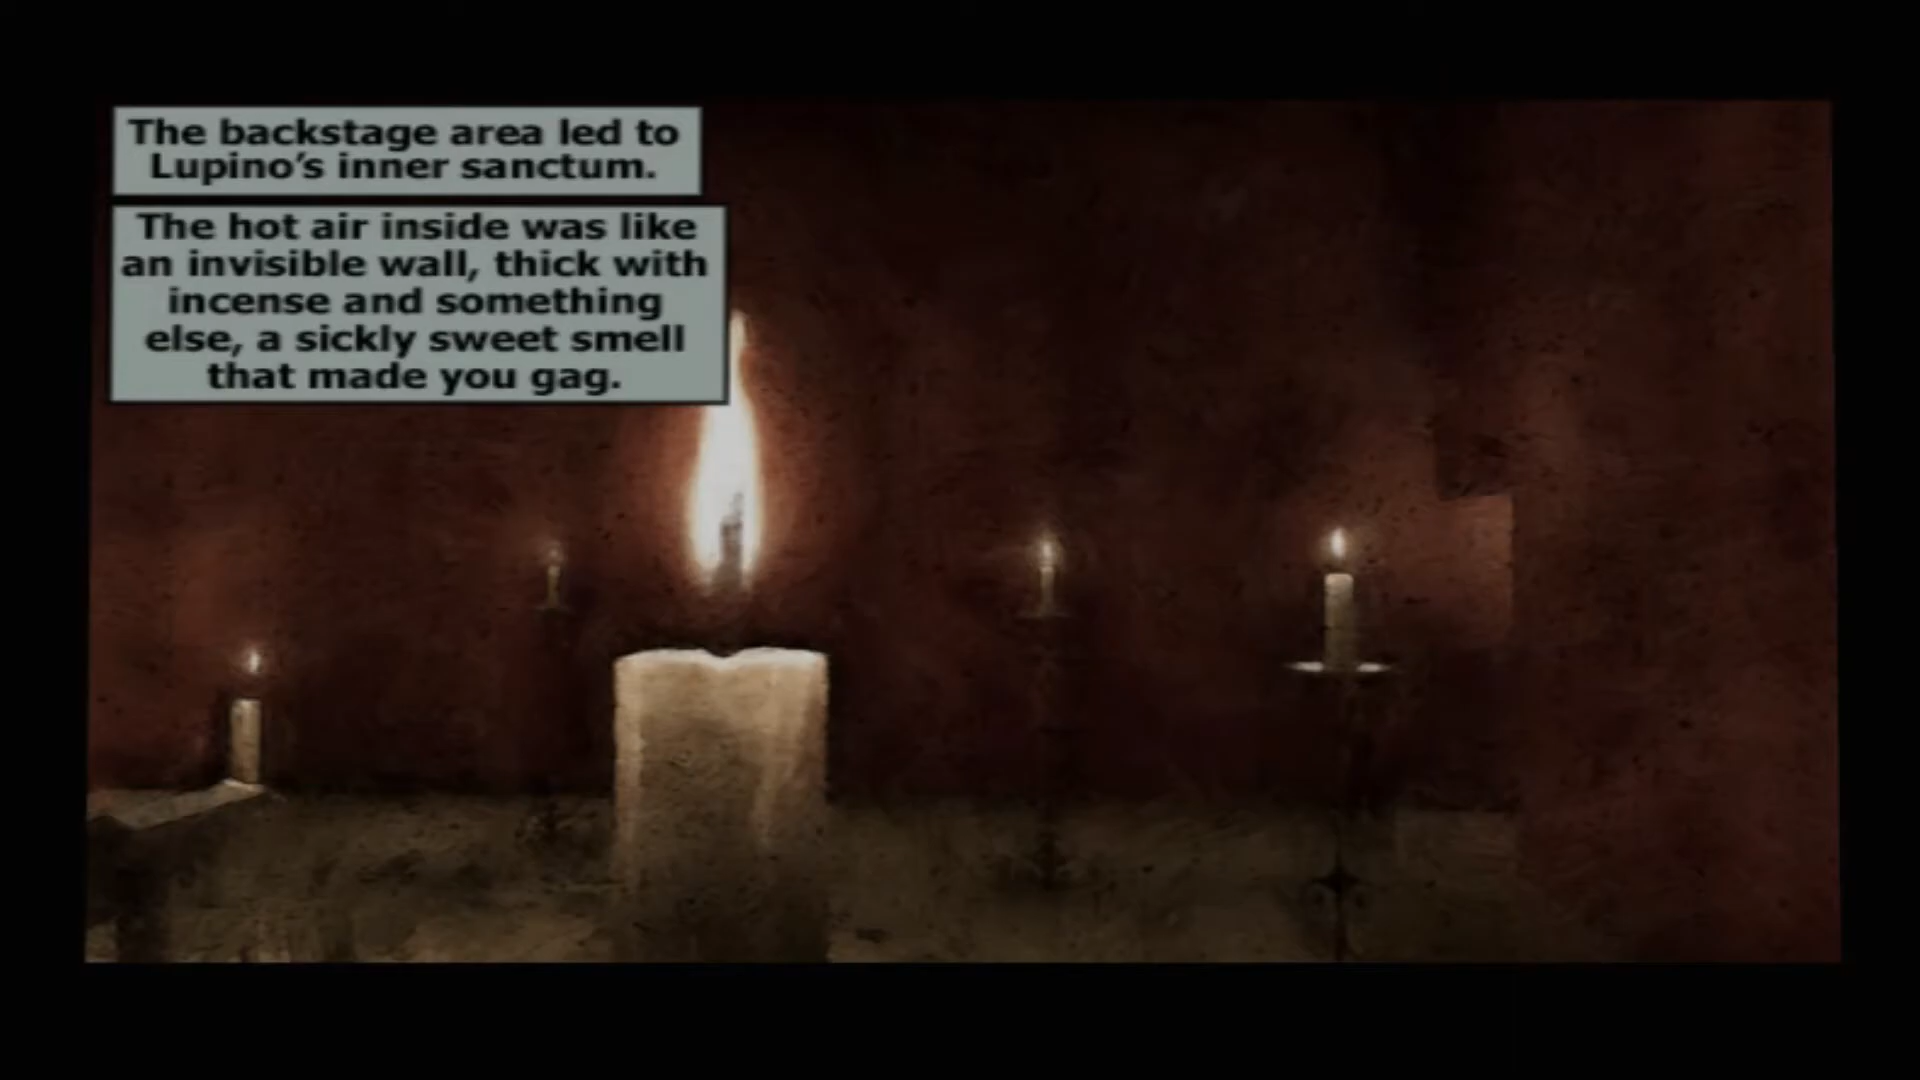 The backstage area led to
Lupino's inner sanctum.
The hot air inside was like
an invisible wall, thick with
incense and something
else, a sickly sweet smell
that made you gag.